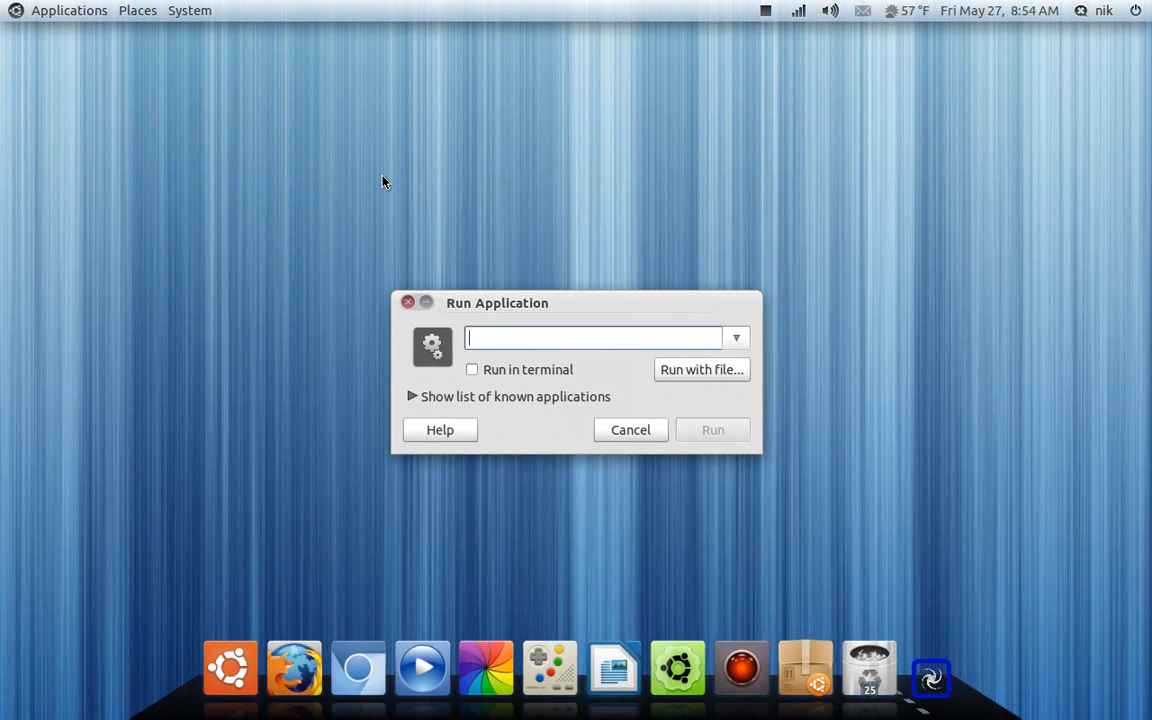 Applications Places System 57 °F Fri May 27, 8:54 AM nik
Run Application
Run in terminal Run with file...
Show list of known applications
Help Cancel Run
25